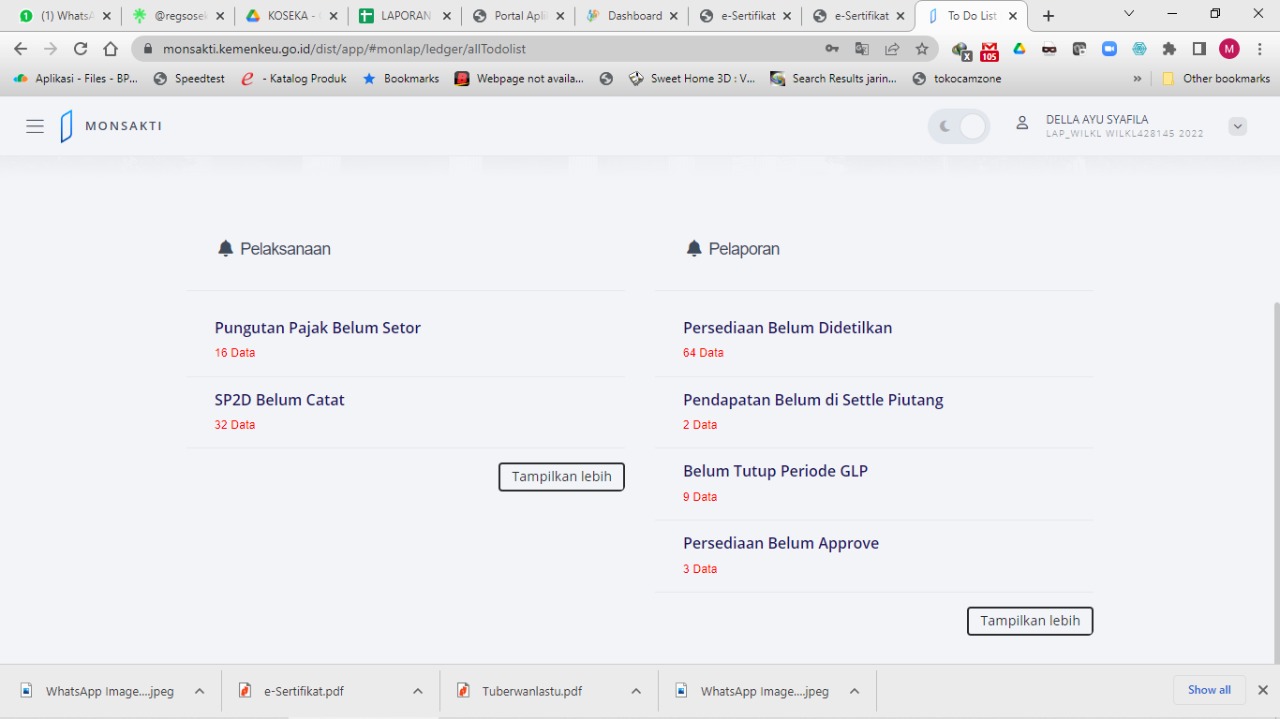 (1) WhatsA
@regsosek
KOSEKA -
LAPORAN
Portal Apli
Dashboard
e-Sertifikat
e-Sertifikat
To Do List
monsakti.kemenkeu.go.id/dist/app/#monlap/ledger/allTodolist
105
X
M
Aplikasi - Files - BP...
Speedtest
- Katalog Produk
Bookmarks
Webpage not availa...
Sweet Home 3D : V...
Search Results jarin...
tokocamzone
»
Other bookmarks
MONSAKTI
DELLA AYU SYAFILA
LAP_WILKL WILKL428145 2022
Pelaksanaan
Pungutan Pajak Belum Setor
16 Data
SP2D Belum Catat
32 Data
Tampilkan lebih
Pelaporan
Persediaan Belum Didetilkan
64 Data
Pendapatan Belum di Settle Piutang
2 Data
Belum Tutup Periode GLP
9 Data
Persediaan Belum Approve
3 Data
Tampilkan lebih
WhatsApp Image....jpeg
e-Sertifikat.pdf
Tuberwanlastu.pdf
WhatsApp Image....jpeg
Show all